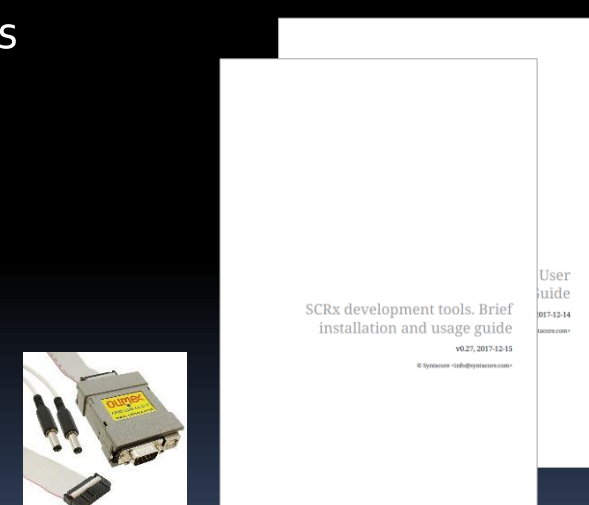 s
SCRx development tools. Brief
installation and usage guide
v0.27, 2017-12-15
© Syntacore <info@syntacore.com>
User
Guide
2017-12-14
OLIMEX